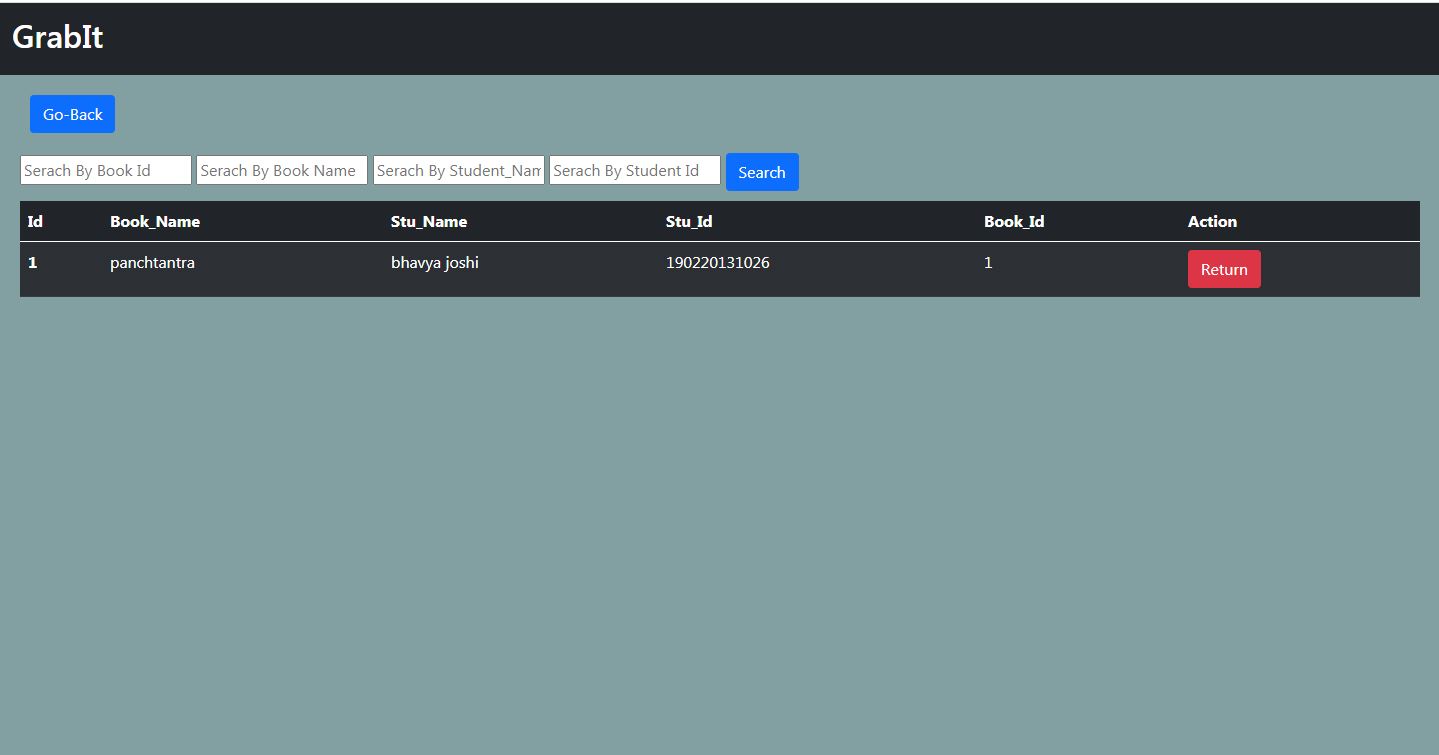 GrabIt
Go-Back
Serach By Book Id Serach By Book Name Serach By Student_Nam Serach By Student Id Search
Id Book_Name Stu_Name Stu_Id Book_Id Action
1 panchtantra bhavya joshi 190220131026 1 Return